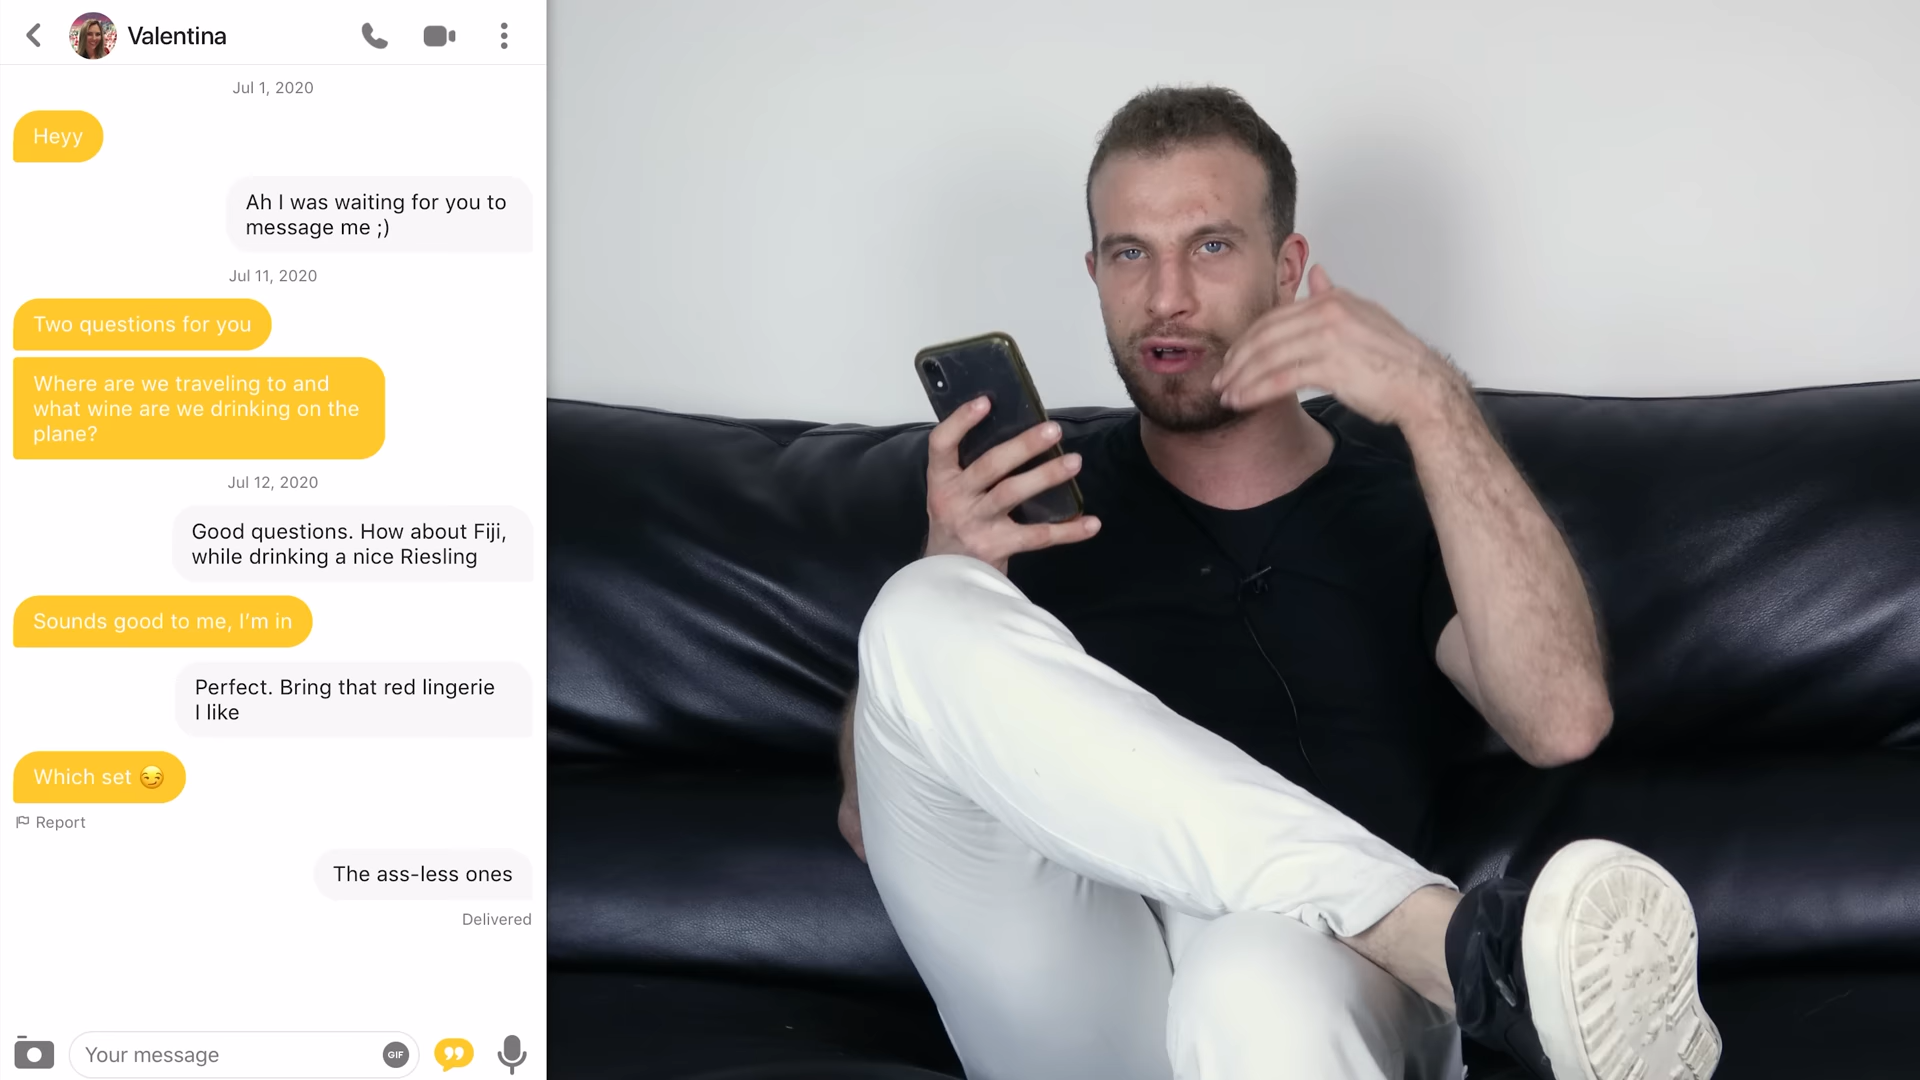 Valentina
Jul 1, 2020
Heyy
Ah I was waiting for you to
message me ;)
Jul 11, 2020
Two questions for you
Where are we traveling to and
what wine are we drinking on the
plane?
Jul 12, 2020
Good questions. How about Fiji,
while drinking a nice Riesling
Sounds good to me, I'm in
Perfect. Bring that red lingerie
I like
Which set 😏
Report
The ass-less ones
Delivered
Your message
GIF